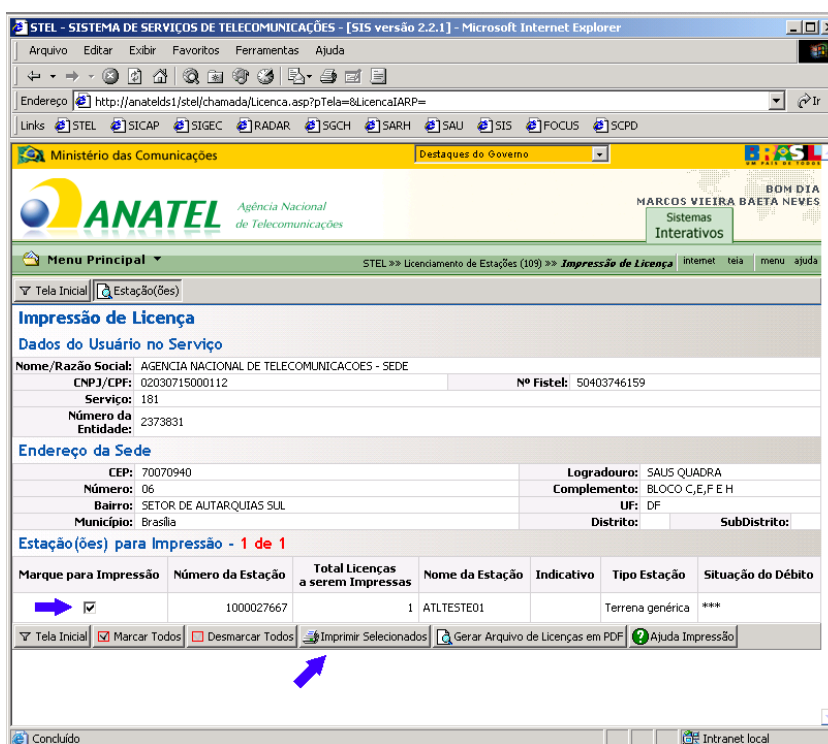 STEL - SISTEMA DE SERVIÇOS DE TELECOMUNICAÇÕES - [SIS versão 2.2.1] - Microsoft Internet Explorer
Arquivo Editar Exibir Favoritos Ferramentas Ajuda
Endereço http://anatelds1/stel/chamada/Licenca.asp?pTela=&LicencaIARP= Ir
Links STEL SICAP SIGEC RADAR SGCH SARH SAU SIS FOCUS SCPD
Ministério das Comunicações Destaques do Governo BRASIL
UM PAÍS DE TODOS
BOM DIA
MARCOS VIEIRA BAETA NEVES
ANATEL Agência Nacional
de Telecomunicações
Sistemas
Interativos
Menu Principal STEL »» Licenciamento de Estações (109) »» Impressão de Licença internet teia menu ajuda
Tela Inicial Estação(ões)
Impressão de Licença
Dados do Usuário no Serviço
Nome/Razão Social: AGENCIA NACIONAL DE TELECOMUNICACOES - SEDE
CNPJ/CPF: 02030715000112 Nº Fistel: 50403746159
Serviço: 181
Número da
Entidade: 2373831
Endereço da Sede
CEP: 70070940 Logradouro: SAUS QUADRA
Número: 06 Complemento: BLOCO C,E,F E H
Bairro: SETOR DE AUTARQUIAS SUL UF: DF
Município: Brasília Distrito: SubDistrito:
Estação(ões) para Impressão - 1 de 1
Marque para Impressão Número da Estação Total Licenças
a serem Impressas Nome da Estação Indicativo Tipo Estação Situação do Débito
1000027667 1 ATLTESTE01 Terrena genérica ***
Tela Inicial Marcar Todos Desmarcar Todos Imprimir Selecionados Gerar Arquivo de Licenças em PDF Ajuda Impressão
Concluído Intranet local